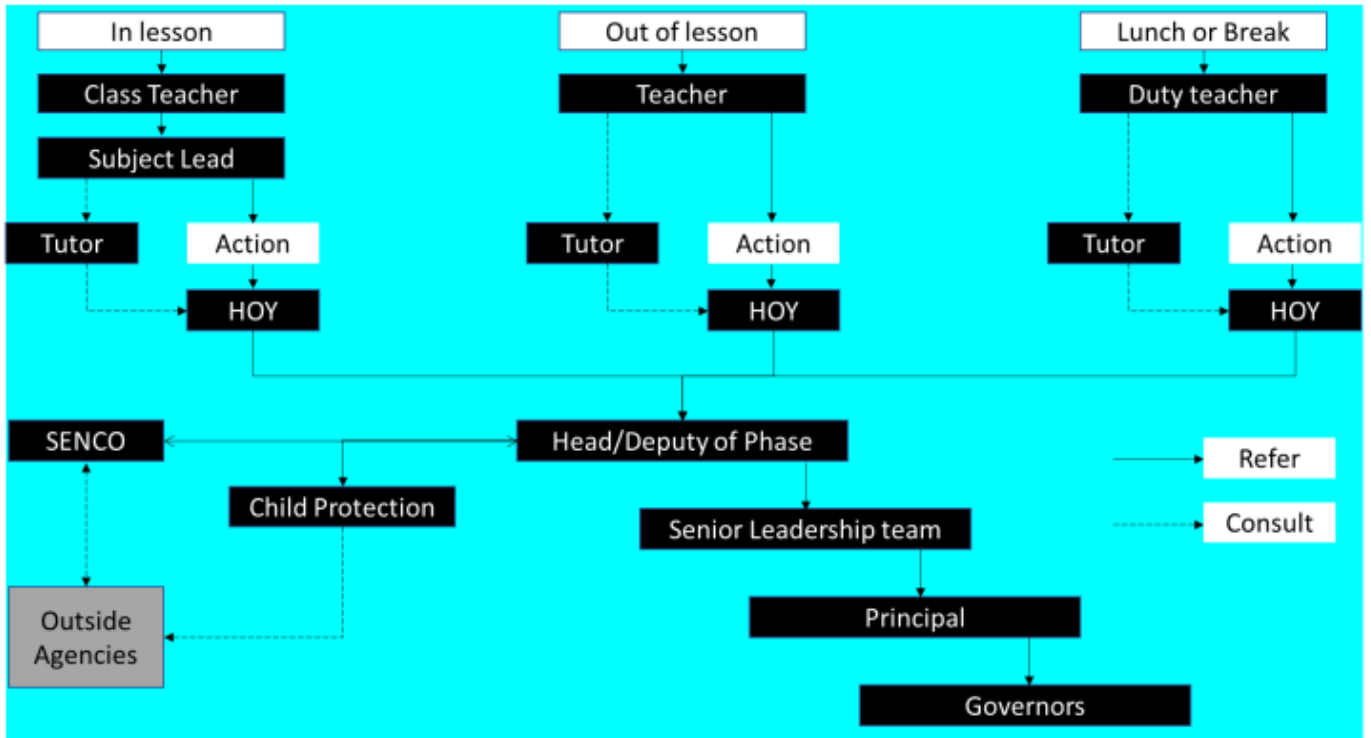 In lesson
Out of lesson
Lunch or Break
Class Teacher
Teacher
Duty teacher
Subject Lead
Tutor
Action
Tutor
Action
Tutor
Action
HOY
HOY
HOY
SENCO
Head/Deputy of Phase
Refer
Child Protection
Senior Leadership team
Consult
Outside
Agencies
Principal
Governors